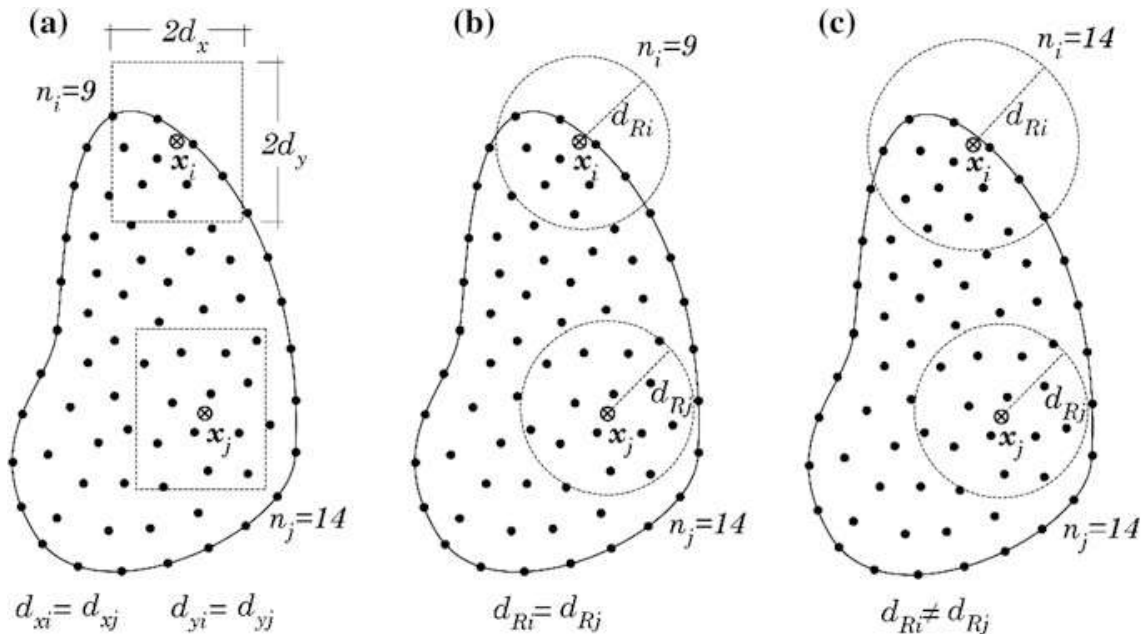 (a)
2d_x
n_i=9
2d_y
x_i
x_j
n_j=14
d_xi = d_xj d_yi = d_yj
(b)
n_i=9
d_Ri
x_i
d_Rj
x_j
n_j=14
d_Ri = d_Rj
(c)
n_i=14
d_Ri
x_i
d_Rj
x_j
n_j=14
d_Ri ≠ d_Rj